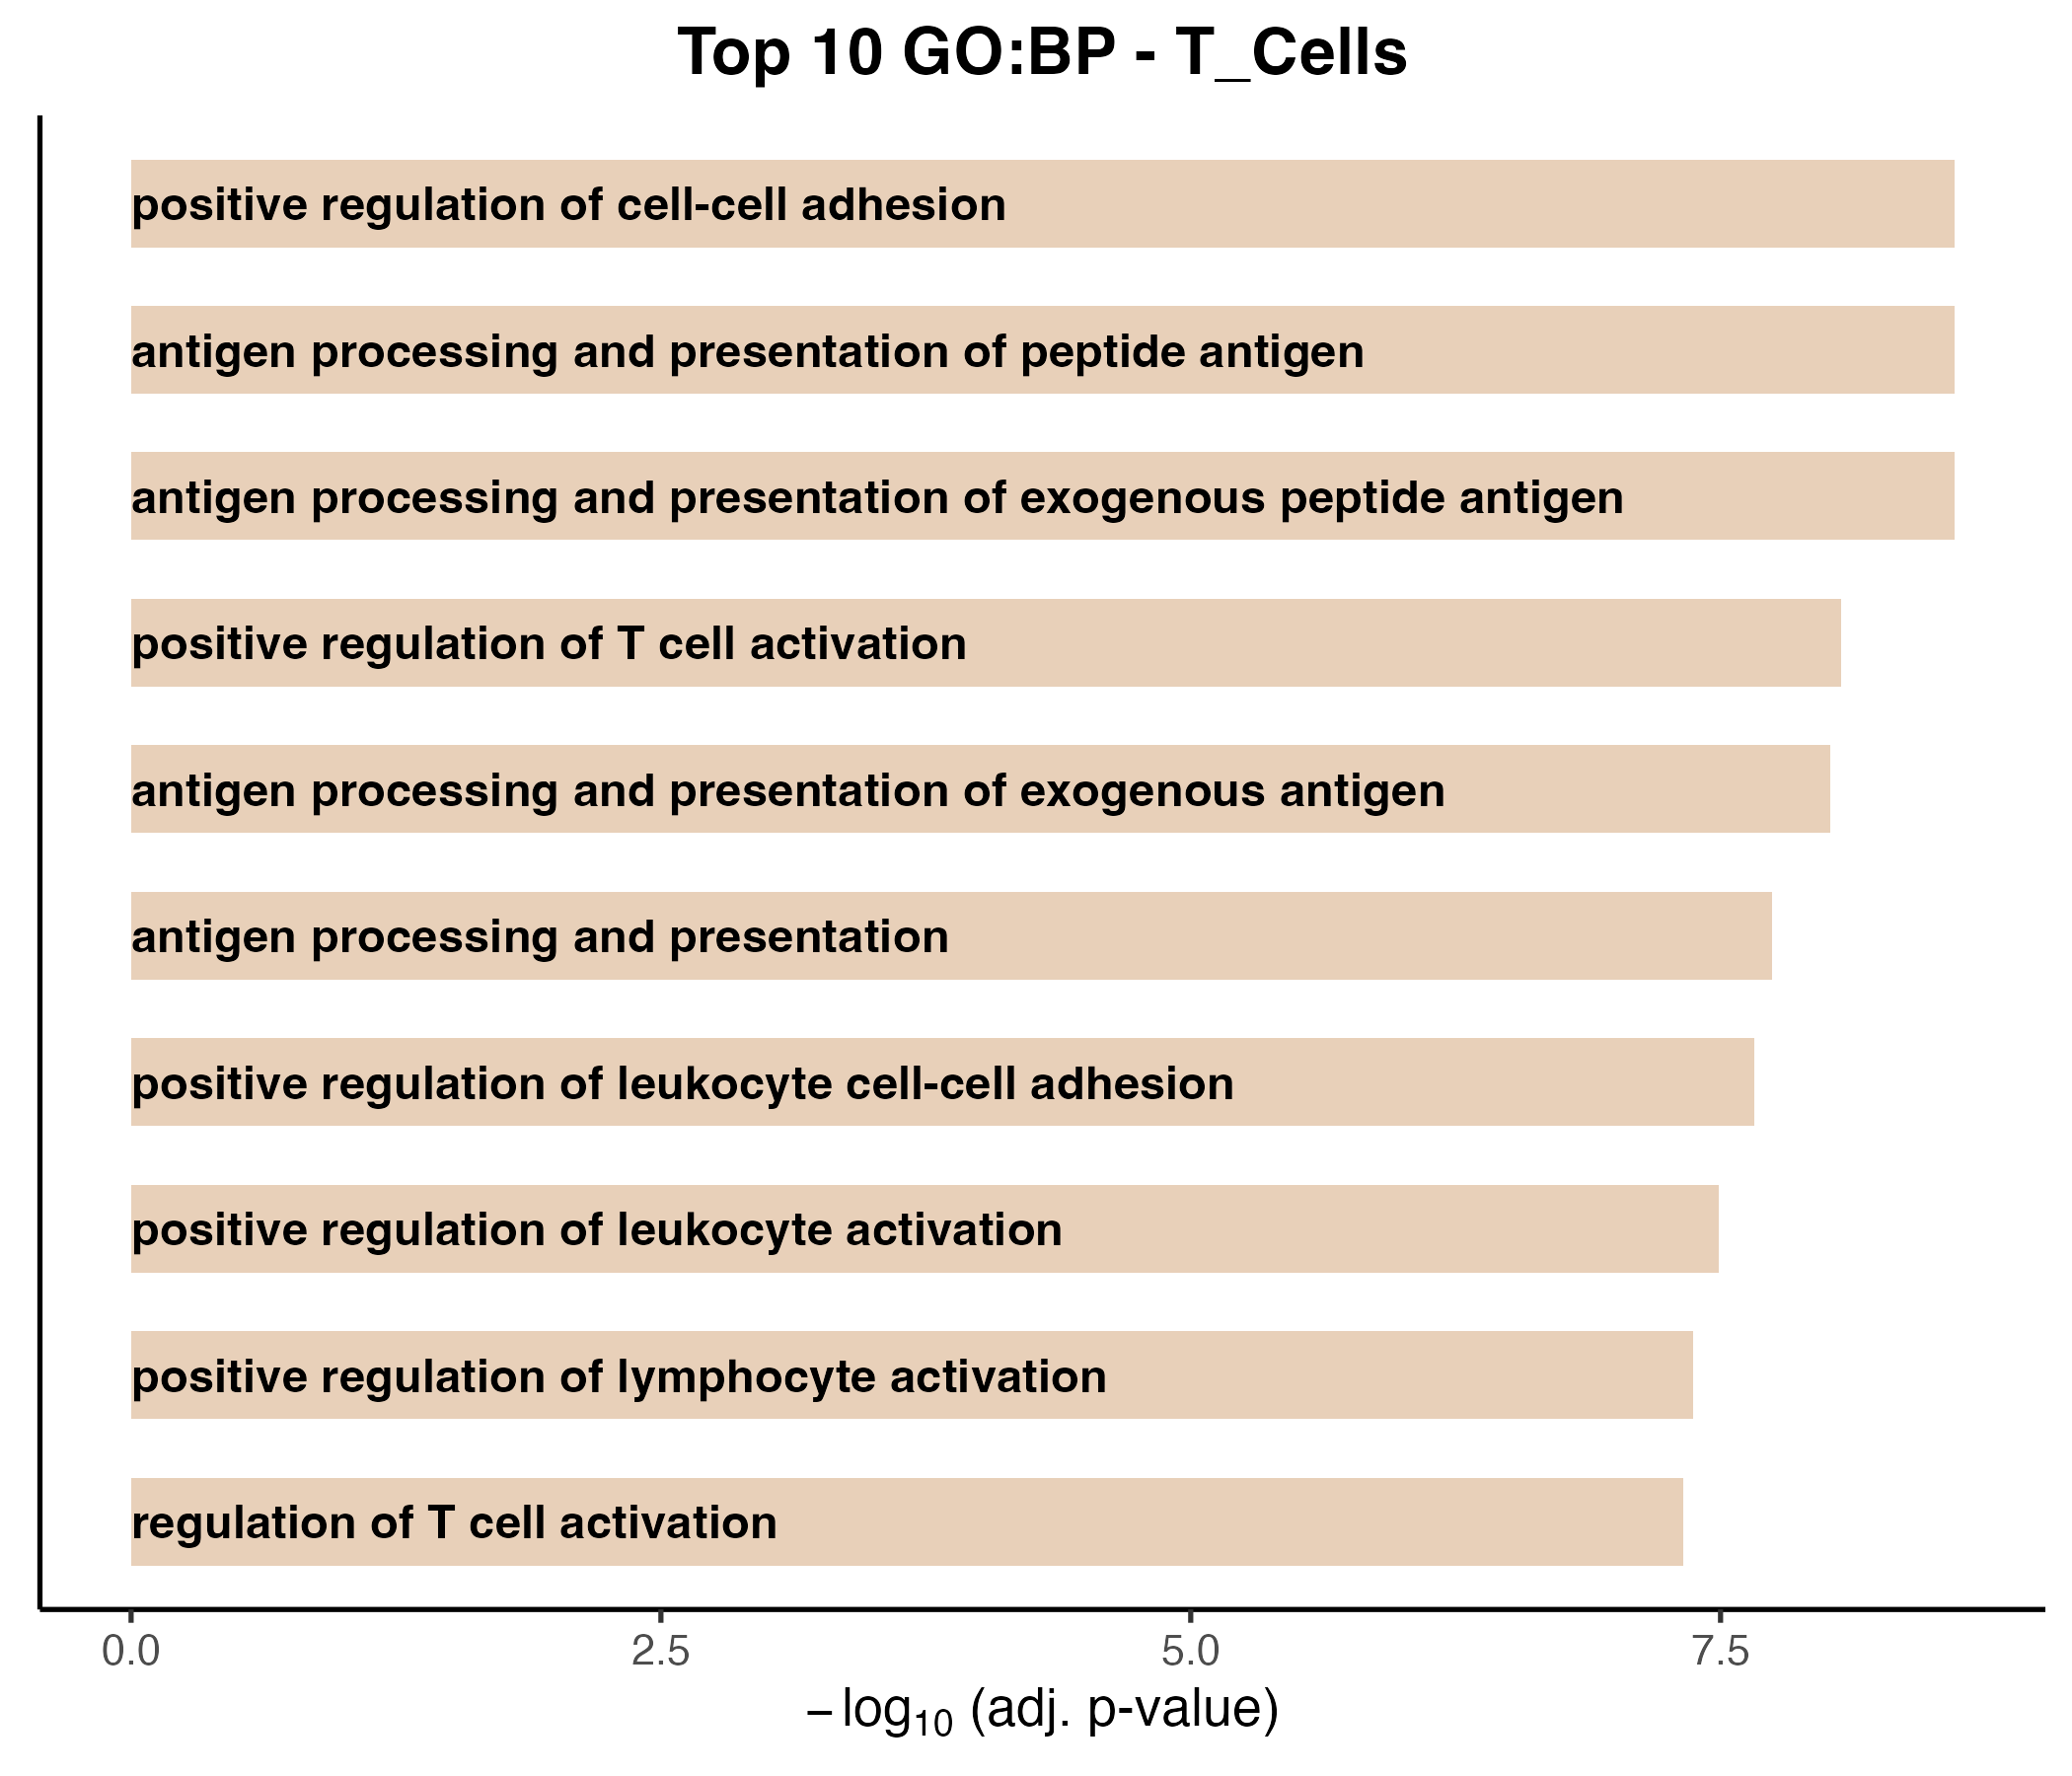 Top 10 GO:BP - T_Cells
positive regulation of cell-cell adhesion
antigen processing and presentation of peptide antigen
antigen processing and presentation of exogenous peptide antigen
positive regulation of T cell activation
antigen processing and presentation of exogenous antigen
antigen processing and presentation
positive regulation of leukocyte cell-cell adhesion
positive regulation of leukocyte activation
positive regulation of lymphocyte activation
regulation of T cell activation
0.0 2.5 5.0 7.5
−log₁₀ (adj. p-value)